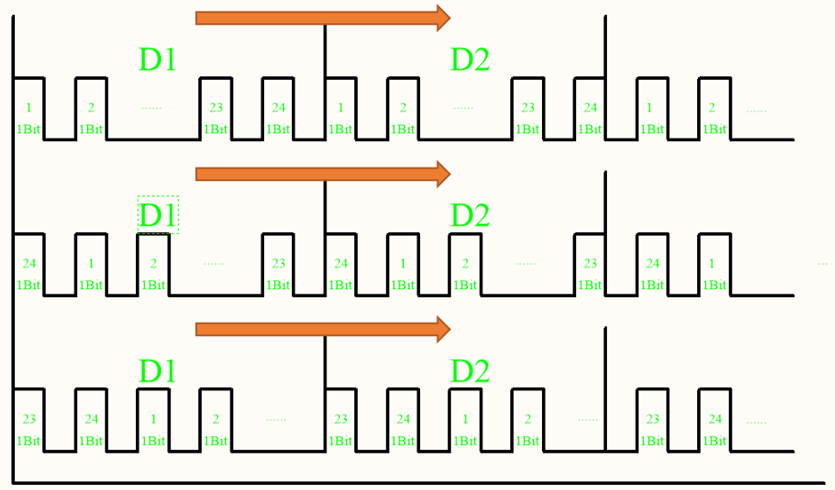 D1 D2
1 2 ...... 23 24 1 2 ...... 23 24 1 2 ......
1Bit 1Bit 1Bit 1Bit 1Bit 1Bit 1Bit 1Bit 1Bit 1Bit
D1 D2
24 1 2 ...... 23 24 1 2 ...... 23 24 1 ...
1Bit 1Bit 1Bit 1Bit 1Bit 1Bit 1Bit 1Bit 1Bit 1Bit
D1 D2
23 24 1 2 ...... 23 24 1 2 ...... 23 24 ......
1Bit 1Bit 1Bit 1Bit 1Bit 1Bit 1Bit 1Bit 1Bit 1Bit